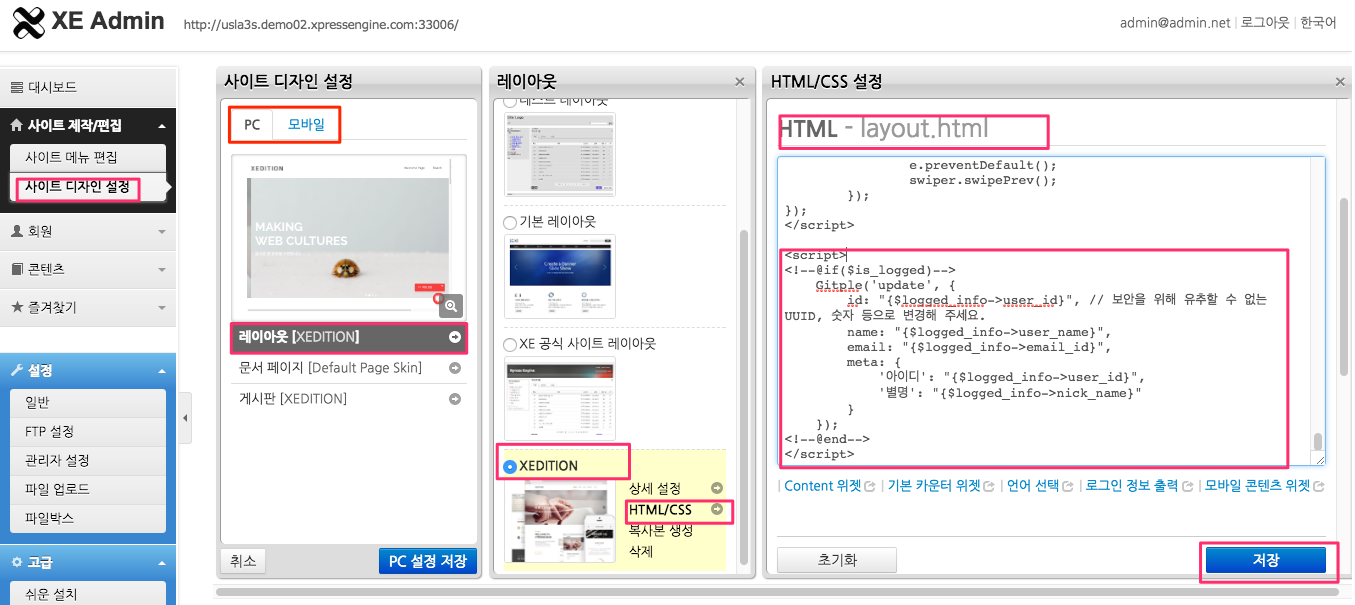 XE Admin
http://usla3s.demo02.xpressengine.com:33006/
admin@admin.net | 로그아웃 | 한국어
대시보드
사이트 제작/편집
사이트 메뉴 편집
사이트 디자인 설정
회원
콘텐츠
즐겨찾기
설정
일반
FTP 설정
관리자 설정
파일 업로드
파일박스
고급
쉬운 설치
사이트 디자인 설정
PC
모바일
XEDITION
MAKING
WEB CULTURES
레이아웃 [XEDITION]
문서 페이지 [Default Page Skin]
게시판 [XEDITION]
취소
PC 설정 저장
레이아웃
테스트 레이아웃
기본 레이아웃
XE 공식 사이트 레이아웃
XEDITION
상세 설정
HTML/CSS
복사본 생성
삭제
HTML/CSS 설정
HTML - layout.html
e.preventDefault();
swiper.swipePrev();
});
});
</script>
<script>
<!--@if($is_logged)-->
Gitple('update', {
id: "{$logged_info->user_id}", // 보안을 위해 유추할 수 없는
UUID, 숫자 등으로 변경해 주세요.
name: "{$logged_info->user_name}",
email: "{$logged_info->email_id}",
meta: {
'아이디': "{$logged_info->user_id}",
'별명': "{$logged_info->nick_name}"
}
});
<!--@end-->
</script>
| Content 위젯 | 기본 카운터 위젯 | 언어 선택 | 로그인 정보 출력 | 모바일 콘텐츠 위젯
초기화
저장